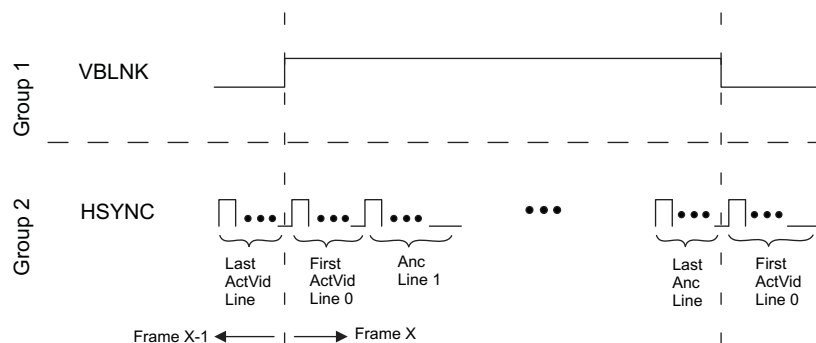 Group 1
VBLNK
Group 2
HSYNC
Last
ActVid
Line
First
ActVid
Line 0
Anc
Line 1
Last
Anc
Line
First
ActVid
Line 0
Frame X-1
Frame X